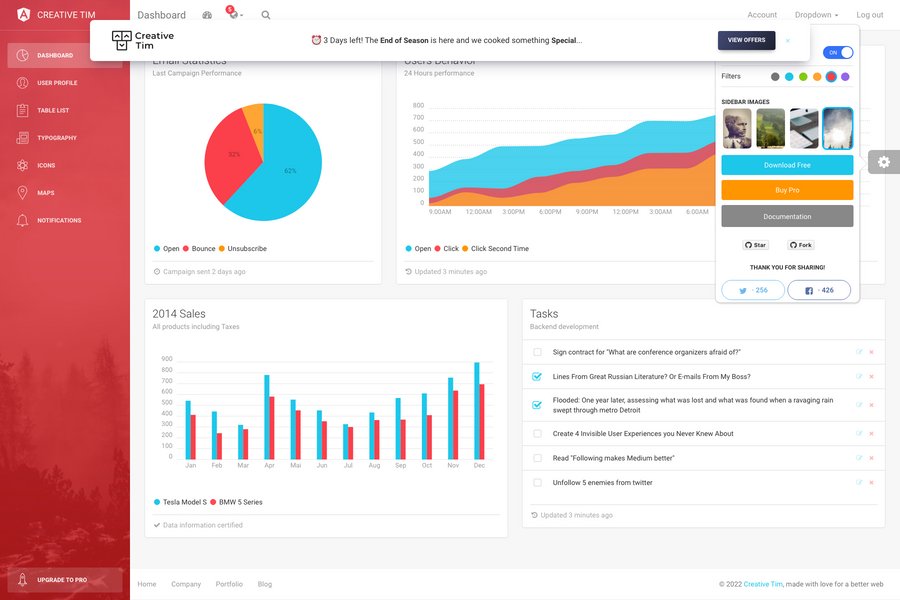 CREATIVE TIM
Dashboard
5
Account
Dropdown
Log out
Creative
Tim
3 Days left! The End of Season is here and we cooked something Special...
VIEW OFFERS
×
DASHBOARD
USER PROFILE
TABLE LIST
TYPOGRAPHY
ICONS
MAPS
NOTIFICATIONS
UPGRADE TO PRO
Email Statistics
Last Campaign Performance
62%
32%
6%
Open
Bounce
Unsubscribe
Campaign sent 2 days ago
Users Behavior
24 Hours performance
800
700
600
500
400
300
200
100
0
9:00AM
12:00AM
3:00PM
6:00PM
9:00PM
12:00PM
3:00AM
6:00AM
Open
Click
Click Second Time
Updated 3 minutes ago
ON
Filters
SIDEBAR IMAGES
Download Free
Buy Pro
Documentation
Star
Fork
THANK YOU FOR SHARING!
· 256
· 426
2014 Sales
All products including Taxes
900
800
700
600
500
400
300
200
100
0
Jan
Feb
Mar
Apr
Mai
Jun
Jul
Aug
Sep
Oct
Nov
Dec
Tesla Model S
BMW 5 Series
Data information certified
Tasks
Backend development
Sign contract for "What are conference organizers afraid of?"
Lines From Great Russian Literature? Or E-mails From My Boss?
Flooded: One year later, assessing what was lost and what was found when a ravaging rain
swept through metro Detroit
Create 4 Invisible User Experiences you Never Knew About
Read "Following makes Medium better"
Unfollow 5 enemies from twitter
Updated 3 minutes ago
Home
Company
Portfolio
Blog
© 2022 Creative Tim, made with love for a better web